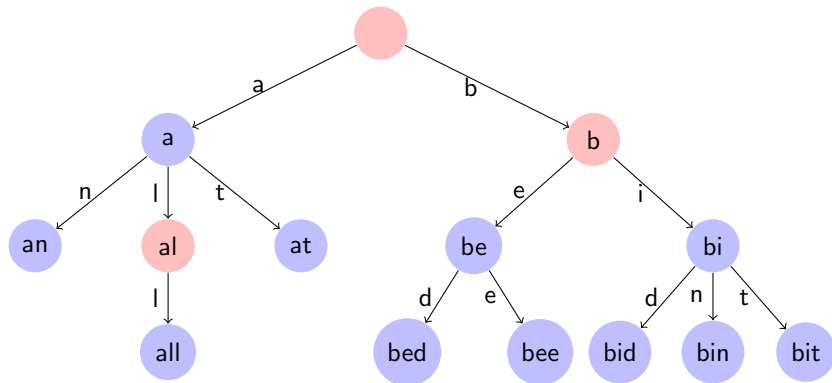 a b
a b
n l t e i
an al at be bi
l d e d n t
all bed bee bid bin bit